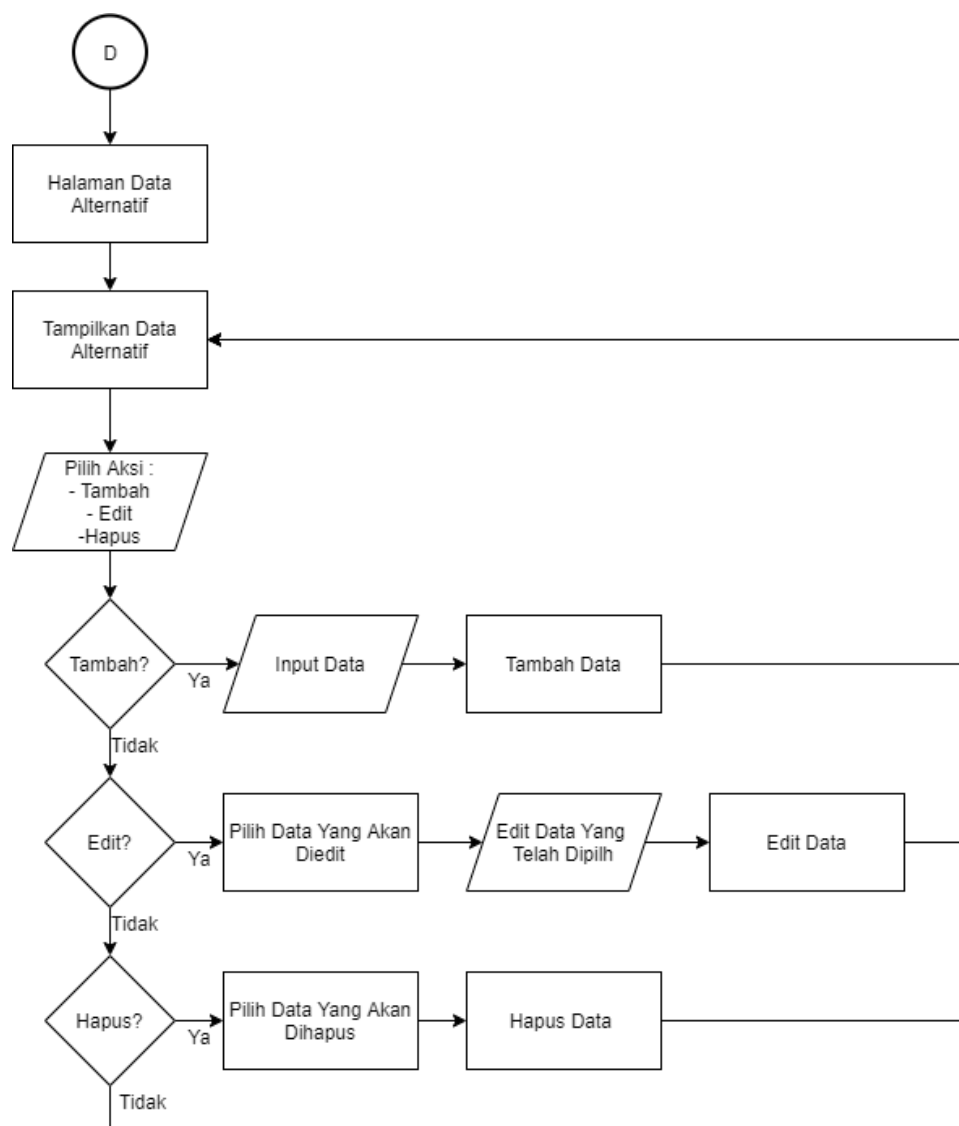 D
Halaman Data
Alternatif
Tampilkan Data
Alternatif
Pilih Aksi :
- Tambah
- Edit
-Hapus
Tambah?
Ya
Input Data
Tambah Data
Tidak
Edit?
Ya
Pilih Data Yang Akan
Diedit
Edit Data Yang
Telah Dipilh
Edit Data
Tidak
Hapus?
Ya
Pilih Data Yang Akan
Dihapus
Hapus Data
Tidak